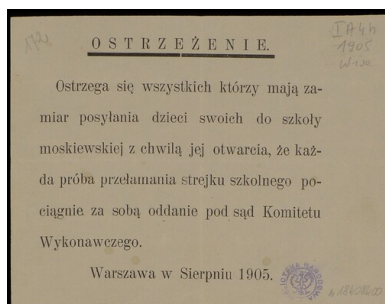 OSTRZEŻENIE.
Ostrzega się wszystkich którzy mają za-
miar posyłania dzieci swoich do szkoły
moskiewskiej z chwilą jej otwarcia, że każ-
da próba przełamania strejku szkolnego po-
ciągnie za sobą oddanie pod sąd Komitetu
Wykonawczego.
Warszawa w Sierpniu 1905.
1905